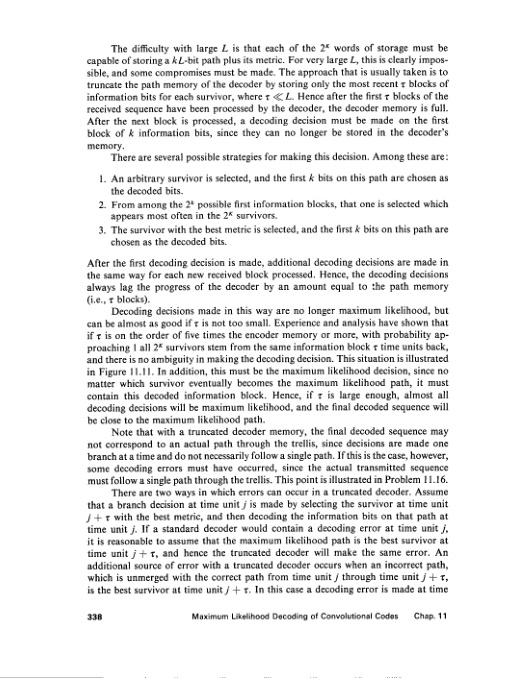 The difficulty with large L is that each of the 2ᴷ words of storage must be
capable of storing a kL-bit path plus its metric. For very large L, this is clearly impos-
sible, and some compromises must be made. The approach that is usually taken is to
truncate the path memory of the decoder by storing only the most recent τ blocks of
information bits for each survivor, where τ ≪ L. Hence after the first τ blocks of the
received sequence have been processed by the decoder, the decoder memory is full.
After the next block is processed, a decoding decision must be made on the first
block of k information bits, since they can no longer be stored in the decoder's
memory.
There are several possible strategies for making this decision. Among these are:
1. An arbitrary survivor is selected, and the first k bits on this path are chosen as
the decoded bits.
2. From among the 2ᵏ possible first information blocks, that one is selected which
appears most often in the 2ᴷ survivors.
3. The survivor with the best metric is selected, and the first k bits on this path are
chosen as the decoded bits.
After the first decoding decision is made, additional decoding decisions are made in
the same way for each new received block processed. Hence, the decoding decisions
always lag the progress of the decoder by an amount equal to the path memory
(i.e., τ blocks).
Decoding decisions made in this way are no longer maximum likelihood, but
can be almost as good if τ is not too small. Experience and analysis have shown that
if τ is on the order of five times the encoder memory or more, with probability ap-
proaching 1 all 2ᴷ survivors stem from the same information block τ time units back,
and there is no ambiguity in making the decoding decision. This situation is illustrated
in Figure 11.11. In addition, this must be the maximum likelihood decision, since no
matter which survivor eventually becomes the maximum likelihood path, it must
contain this decoded information block. Hence, if τ is large enough, almost all
decoding decisions will be maximum likelihood, and the final decoded sequence will
be close to the maximum likelihood path.
Note that with a truncated decoder memory, the final decoded sequence may
not correspond to an actual path through the trellis, since decisions are made one
branch at a time and do not necessarily follow a single path. If this is the case, however,
some decoding errors must have occurred, since the actual transmitted sequence
must follow a single path through the trellis. This point is illustrated in Problem 11.16.
There are two ways in which errors can occur in a truncated decoder. Assume
that a branch decision at time unit j is made by selecting the survivor at time unit
j + τ with the best metric, and then decoding the information bits on that path at
time unit j. If a standard decoder would contain a decoding error at time unit j,
it is reasonable to assume that the maximum likelihood path is the best survivor at
time unit j + τ, and hence the truncated decoder will make the same error. An
additional source of error with a truncated decoder occurs when an incorrect path,
which is unmerged with the correct path from time unit j through time unit j + τ,
is the best survivor at time unit j + τ. In this case a decoding error is made at time
338 Maximum Likelihood Decoding of Convolutional Codes Chap. 11